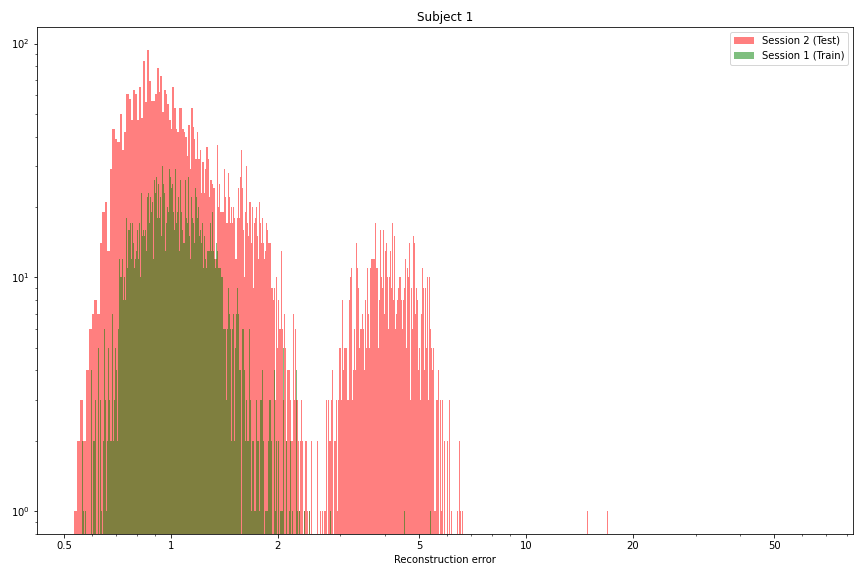 Subject 1
Session 2 (Test)
Session 1 (Train)
10²
10¹
10⁰
0.5 1 2 5 10 20 50
Reconstruction error